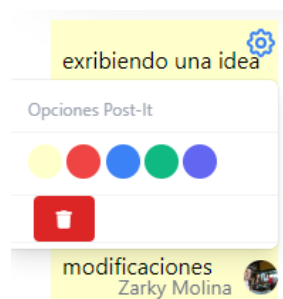 exribiendo una idea
Opciones Post-It
modificaciones
Zarky Molina